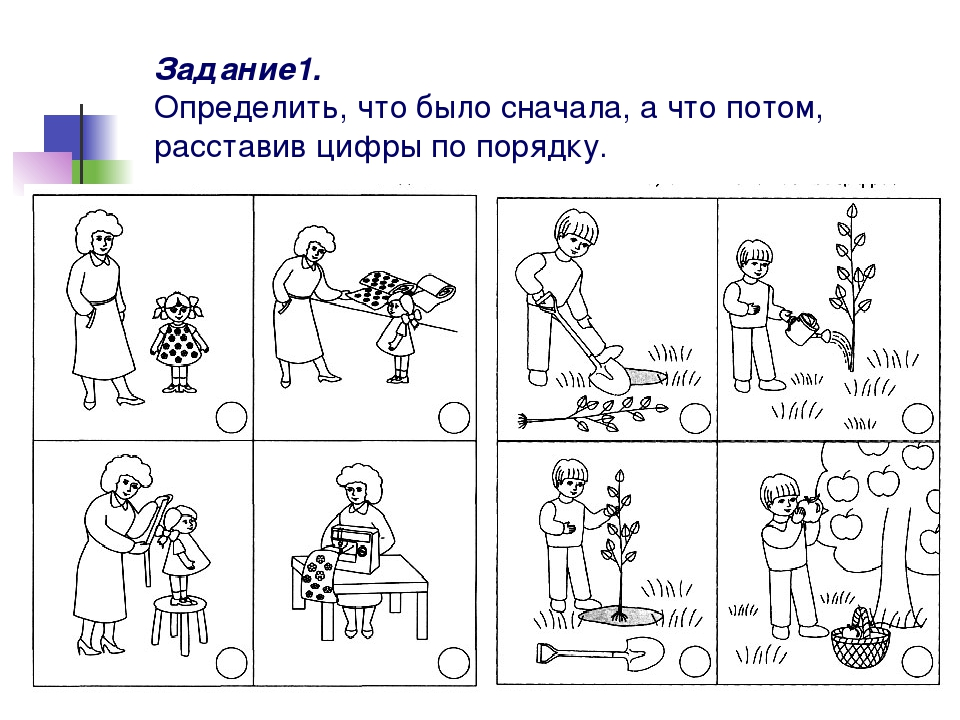 Задание1.
Определить, что было сначала, а что потом,
расставив цифры по порядку.